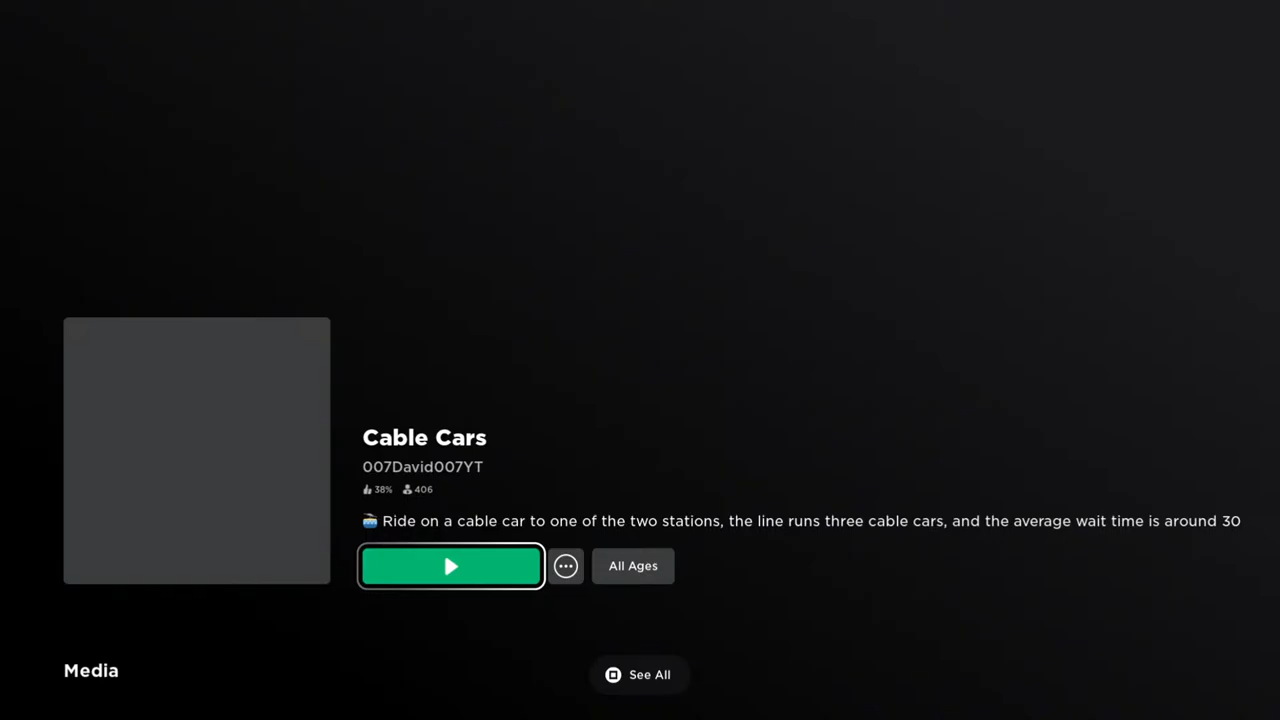 Cable Cars
007David007YT
38% 406
🚠 Ride on a cable car to one of the two stations, the line runs three cable cars, and the average wait time is around 30
All Ages
Media
See All